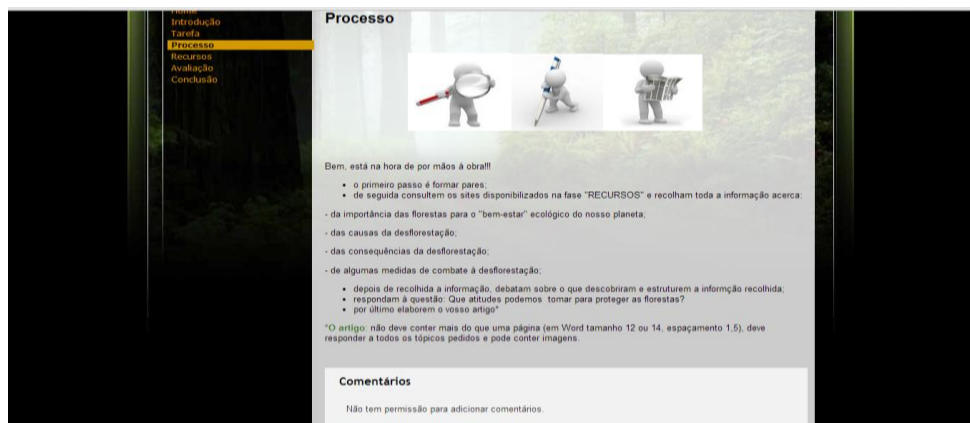 Home
Introdução
Tarefa
Processo
Recursos
Avaliação
Conclusão
Processo
Bem, está na hora de por mãos à obra!!!
• o primeiro passo é formar pares;
• de seguida consultem os sites disponibilizados na fase "RECURSOS" e recolham toda a informação acerca:
- da importância das florestas para o "bem-estar" ecológico do nosso planeta;
- das causas da desflorestação;
- das consequências da desflorestação;
- de algumas medidas de combate à desflorestação;
• depois de recolhida a informação, debatam sobre o que descobriram e estruturem a informção recolhida;
• respondam à questão: Que atitudes podemos tomar para proteger as florestas?
• por último elaborem o vosso artigo*
*O artigo: não deve conter mais do que uma página (em Word tamanho 12 ou 14, espaçamento 1,5), deve
responder a todos os tópicos pedidos e pode conter imagens.
Comentários
Não tem permissão para adicionar comentários.